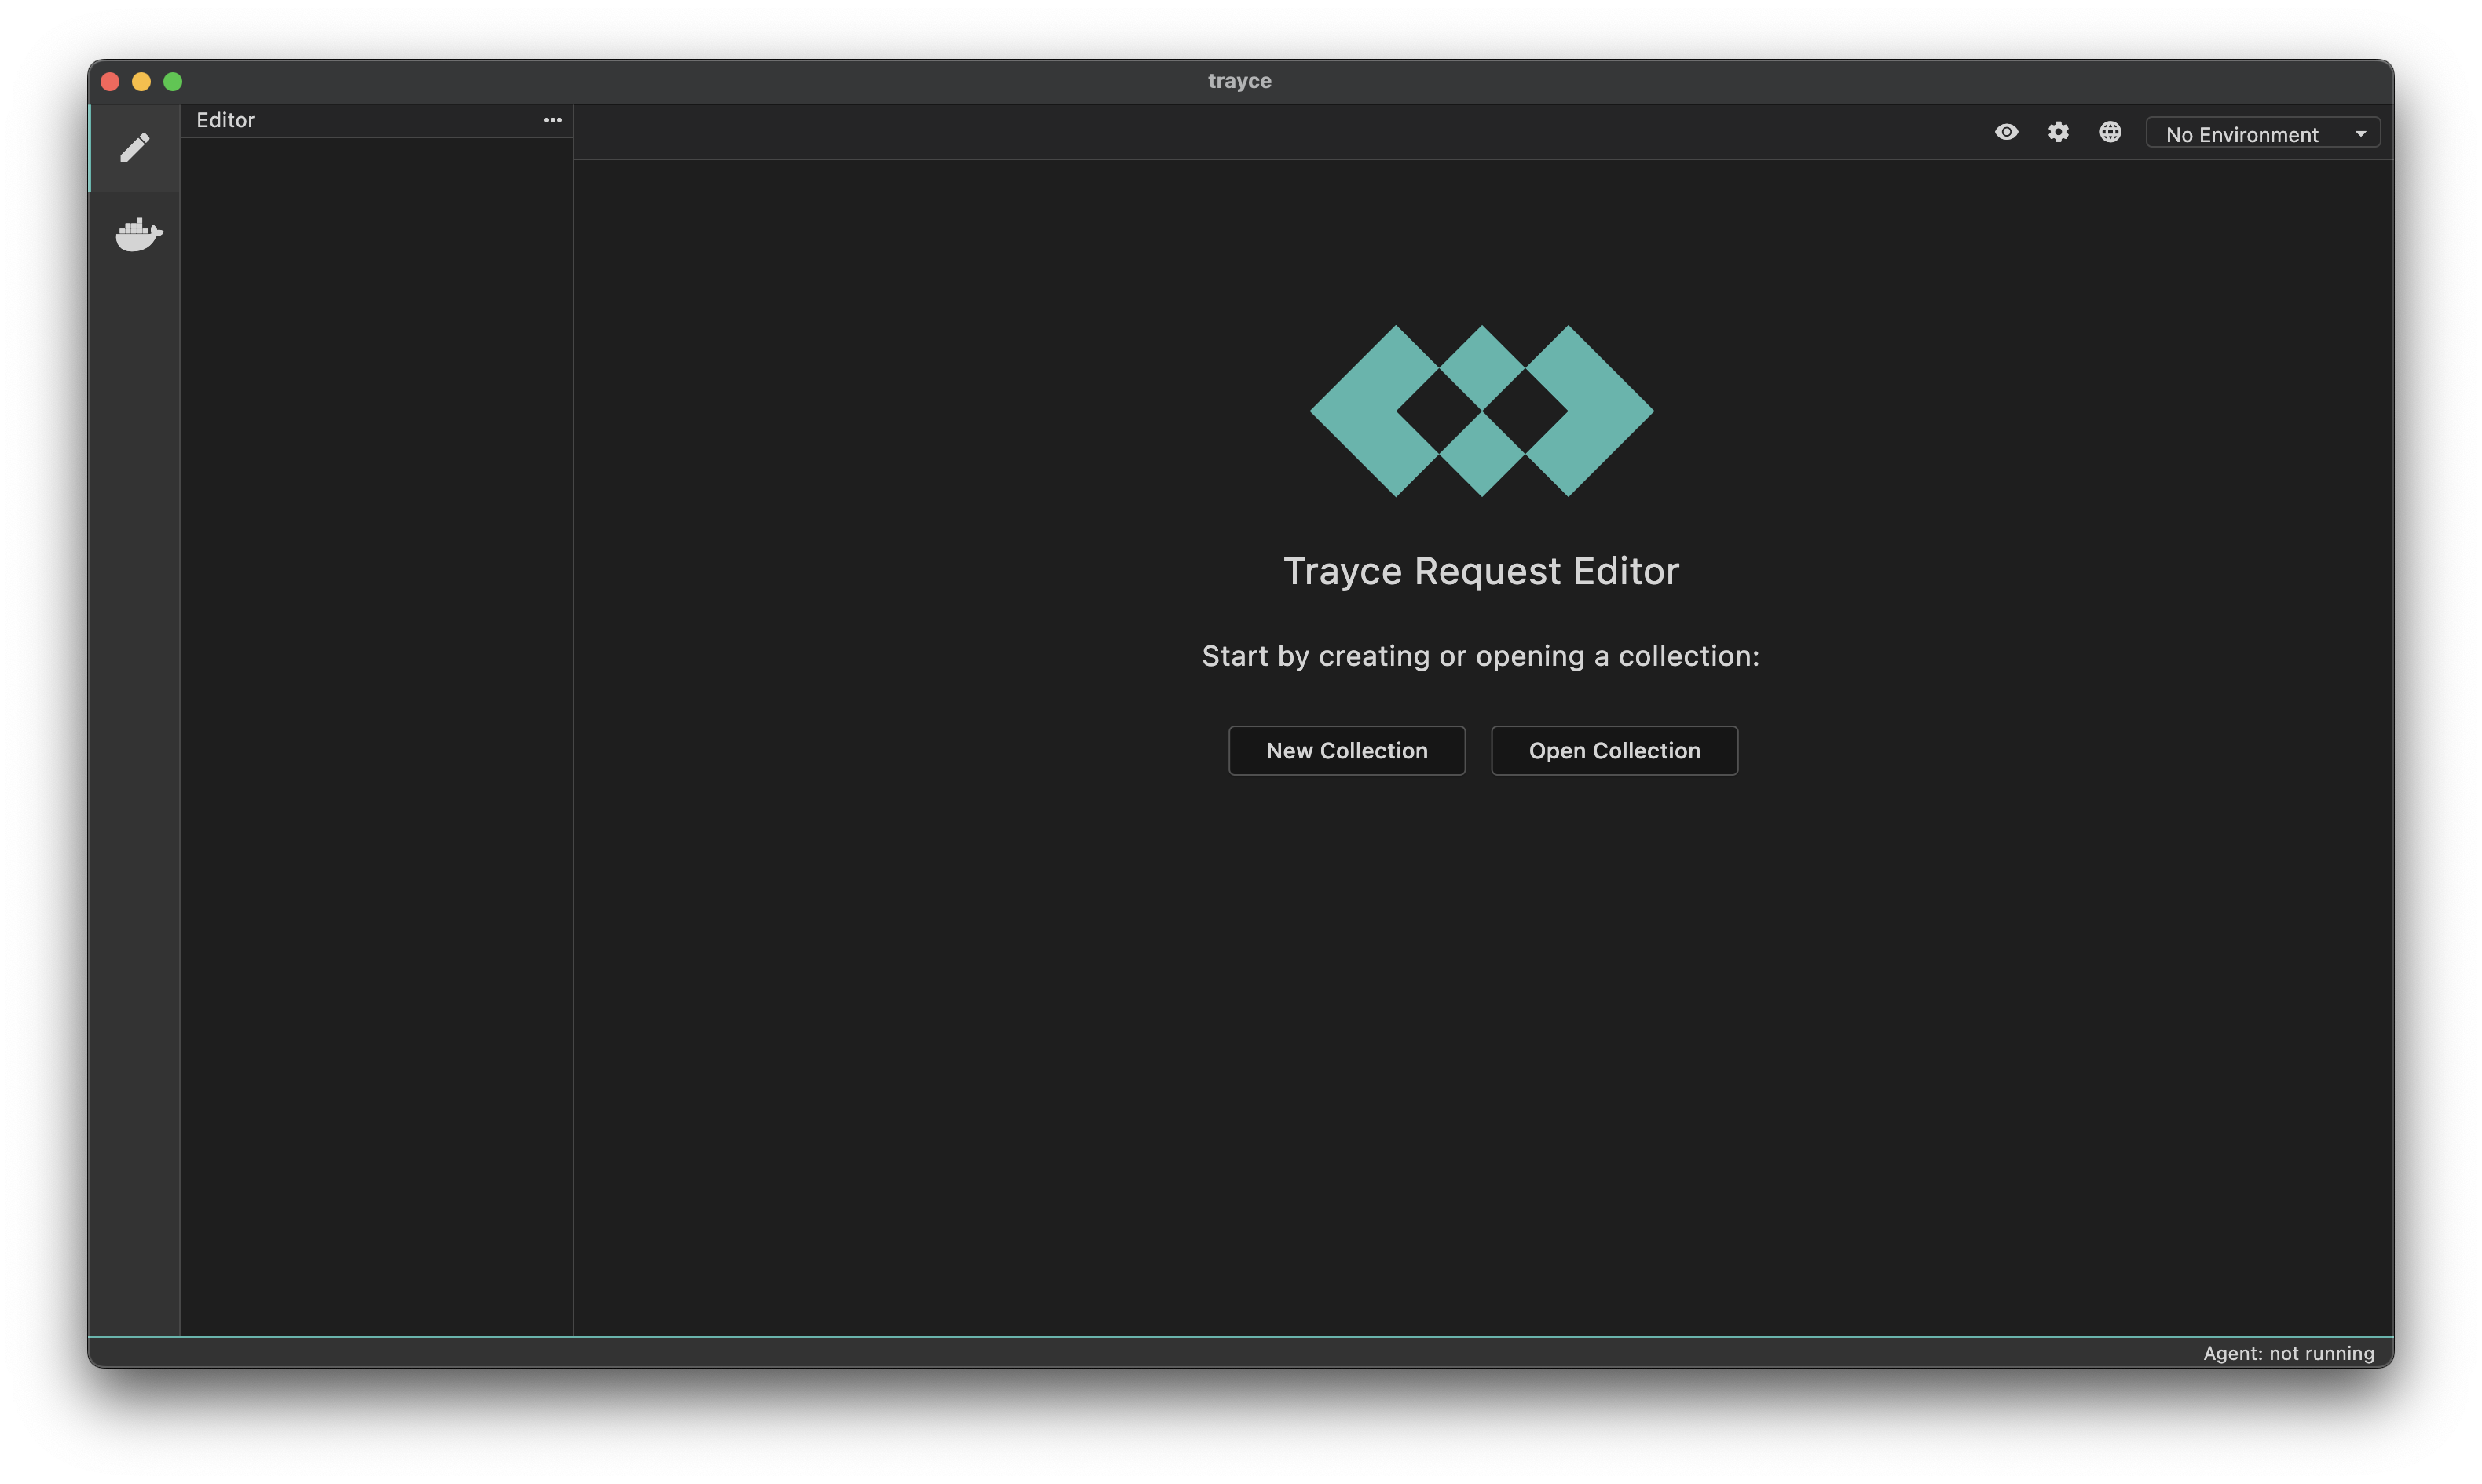 trayce
Editor
No Environment
Trayce Request Editor
Start by creating or opening a collection:
New Collection
Open Collection
Agent: not running